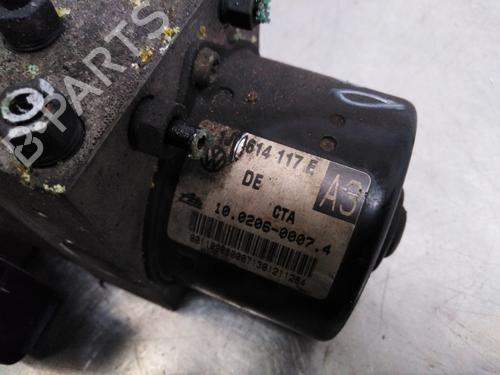 614 117 E
DE
CTA
A3
10.0206-0007.4
B-PARTS